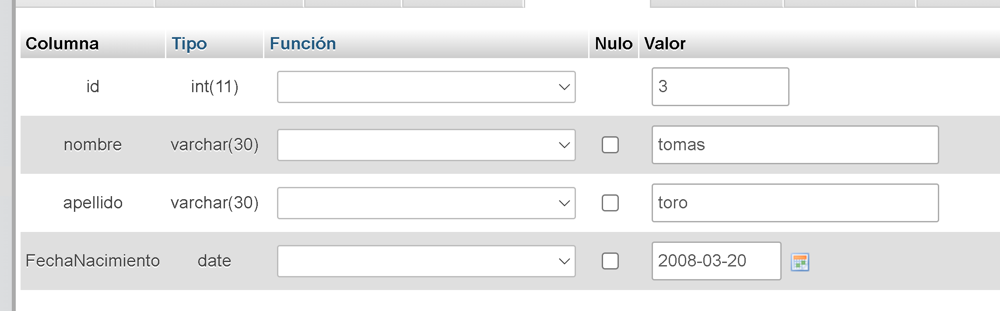 Columna Tipo Función Nulo Valor
id int(11) 3
nombre varchar(30) tomas
apellido varchar(30) toro
FechaNacimiento date 2008-03-20